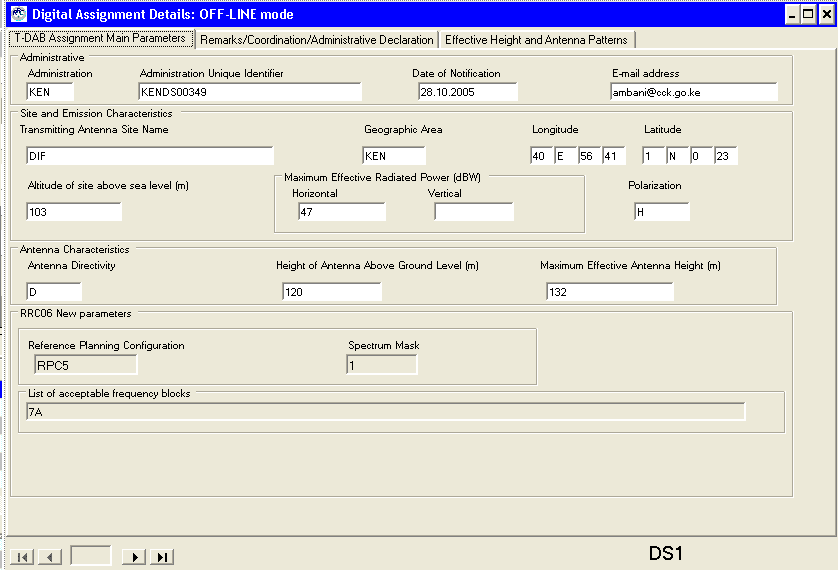 Digital Assignment Details: OFF-LINE mode
T-DAB Assignment Main Parameters Remarks/Coordination/Administrative Declaration Effective Height and Antenna Patterns
Administrative
Administration Administration Unique Identifier Date of Notification E-mail address
KEN KENDS00349 28.10.2005 ambani@cck.go.ke
Site and Emission Characteristics
Transmitting Antenna Site Name Geographic Area Longitude Latitude
DIF KEN 40 E 56 41 1 N 0 23
Altitude of site above sea level (m) Maximum Effective Radiated Power (dBW) Polarization
Horizontal Vertical
103 47 H
Antenna Characteristics
Antenna Directivity Height of Antenna Above Ground Level (m) Maximum Effective Antenna Height (m)
D 120 132
RRC06 New parameters
Reference Planning Configuration Spectrum Mask
RPC5 1
List of acceptable frequency blocks
7A
DS1